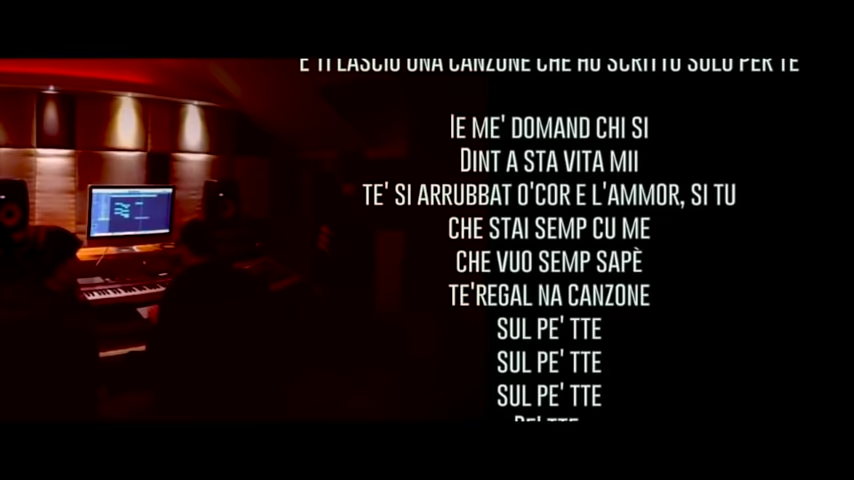 E TI LASCIO UNA CANZONE CHE HO SCRITTO SOLO PER TE
IE ME' DOMAND CHI SI
DINT A STA VITA MII
TE' SI ARRUBBAT O'COR E L'AMMOR, SI TU
CHE STAI SEMP CU ME
CHE VUO SEMP SAPÈ
TE'REGAL NA CANZONE
SUL PE' TTE
SUL PE' TTE
SUL PE' TTE
PE' TTE